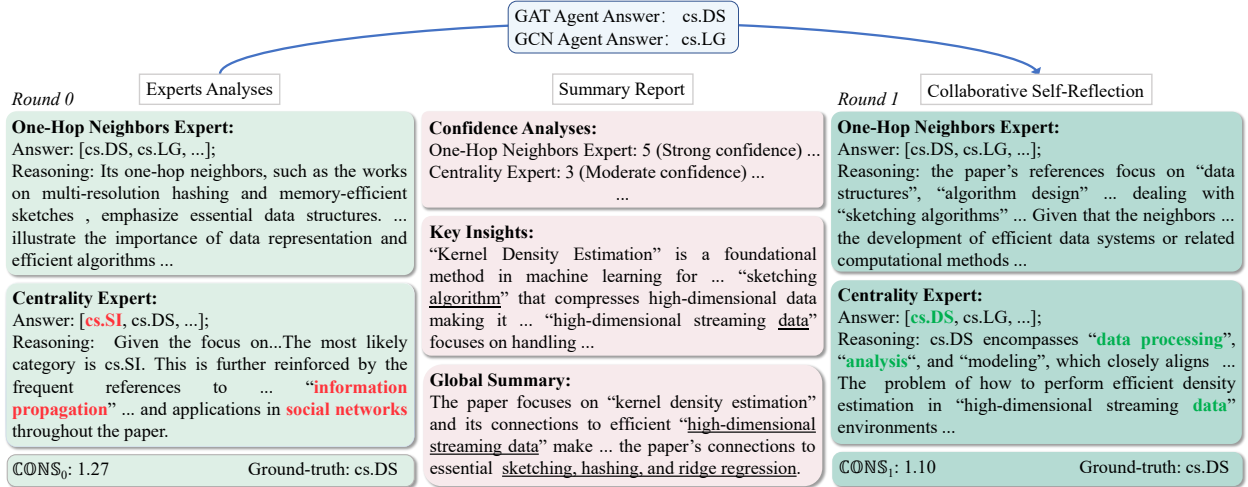 GAT Agent Answer: cs.DS
GCN Agent Answer: cs.LG
Experts Analyses
Summary Report
Collaborative Self-Reflection
Round 0
One-Hop Neighbors Expert:
Answer: [cs.DS, cs.LG, ...];
Reasoning: Its one-hop neighbors, such as the works
on multi-resolution hashing and memory-efficient
sketches , emphasize essential data structures. ...
illustrate the importance of data representation and
efficient algorithms ...
Centrality Expert:
Answer: [cs.SI, cs.DS, ...];
Reasoning: Given the focus on...The most likely
category is cs.SI. This is further reinforced by the
frequent references to ... “information
propagation” ... and applications in social networks
throughout the paper.
ℂ𝕆ℕ𝕊₀: 1.27 Ground-truth: cs.DS
Confidence Analyses:
One-Hop Neighbors Expert: 5 (Strong confidence) ...
Centrality Expert: 3 (Moderate confidence) ...
...
Key Insights:
“Kernel Density Estimation” is a foundational
method in machine learning for ... “sketching
algorithm” that compresses high-dimensional data
making it ... “high-dimensional streaming data”
focuses on handling ...
Global Summary:
The paper focuses on “kernel density estimation”
and its connections to efficient “high-dimensional
streaming data” make ... the paper’s connections to
essential sketching, hashing, and ridge regression.
Round 1
One-Hop Neighbors Expert:
Answer: [cs.DS, cs.LG, ...];
Reasoning: the paper’s references focus on “data
structures”, “algorithm design” ... dealing with
“sketching algorithms” ... Given that the neighbors ...
the development of efficient data systems or related
computational methods ...
Centrality Expert:
Answer: [cs.DS, cs.LG, ...];
Reasoning: cs.DS encompasses “data processing”,
“analysis“, and “modeling”, which closely aligns ...
The problem of how to perform efficient density
estimation in “high-dimensional streaming data”
environments ...
ℂ𝕆ℕ𝕊₁: 1.10 Ground-truth: cs.DS